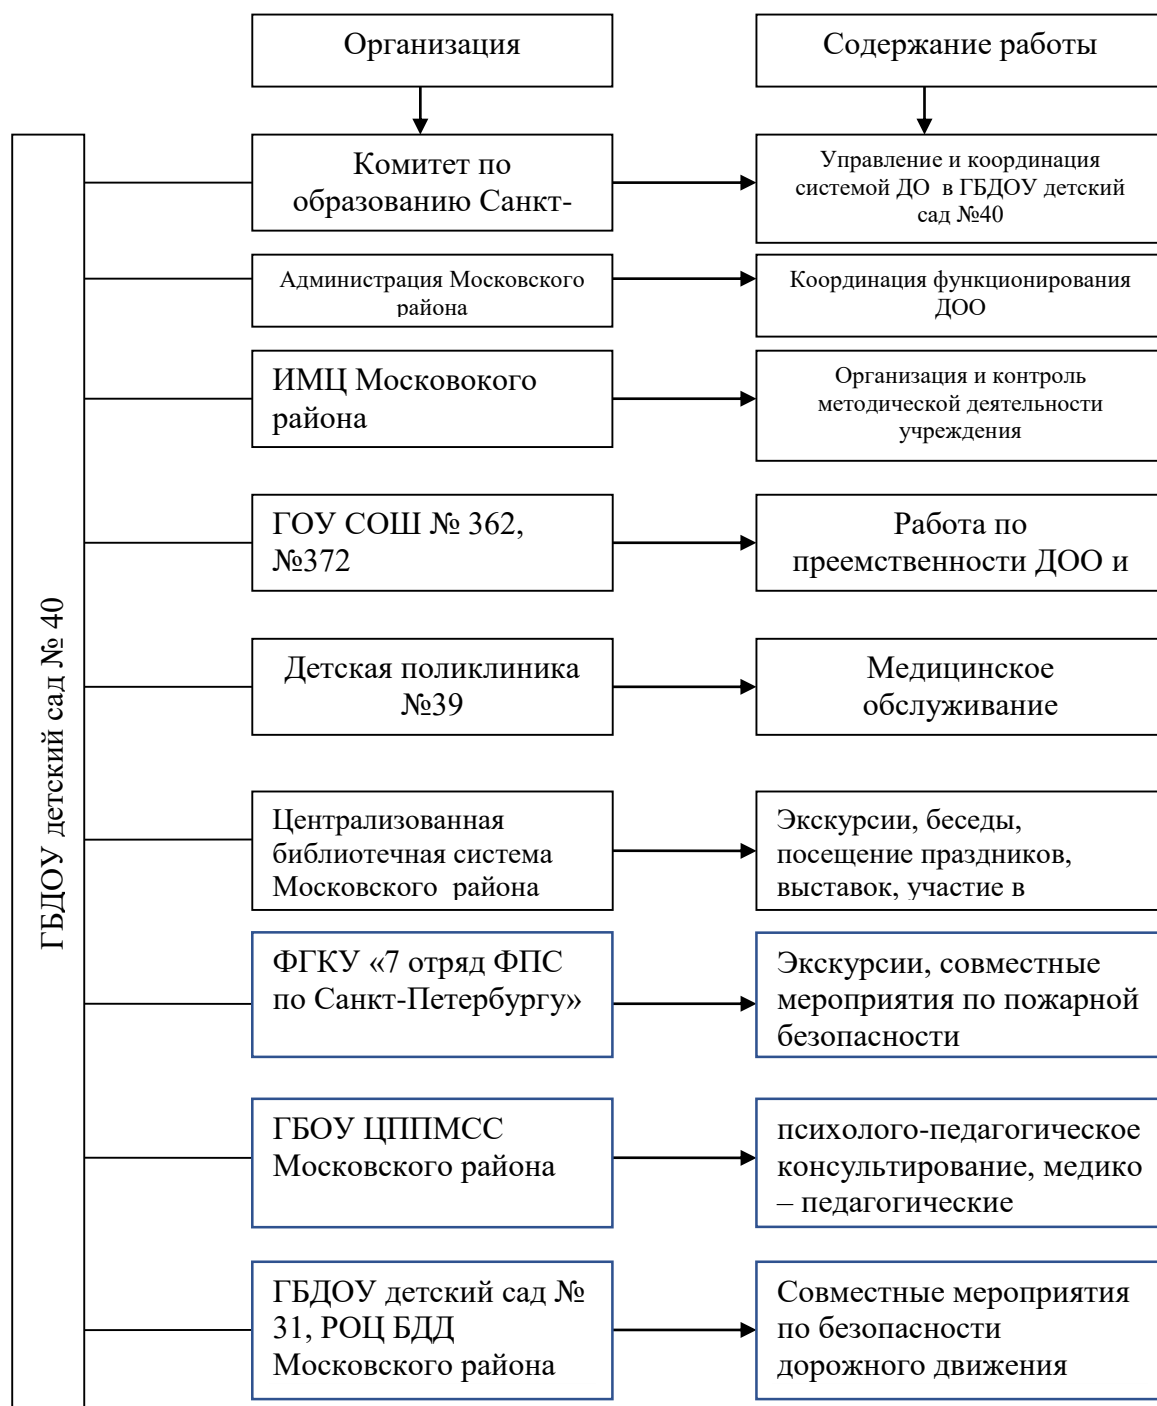 Организация
Содержание работы
ГБДОУ детский сад № 40
Комитет по
образованию Санкт-
Управление и координация
системой ДО в ГБДОУ детский
сад №40
Администрация Московского
района
Координация функционирования
ДОО
ИМЦ Московокого
района
Организация и контроль
методической деятельности
учреждения
ГОУ СОШ № 362,
№372
Работа по
преемственности ДОО и
Детская поликлиника
№39
Медицинское
обслуживание
Централизованная
библиотечная система
Московского района
Экскурсии, беседы,
посещение праздников,
выставок, участие в
ФГКУ «7 отряд ФПС
по Санкт-Петербургу»
Экскурсии, совместные
мероприятия по пожарной
безопасности
ГБОУ ЦППМСС
Московского района
психолого-педагогическое
консультирование, медико
– педагогические
ГБДОУ детский сад №
31, РОЦ БДД
Московского района
Совместные мероприятия
по безопасности
дорожного движения